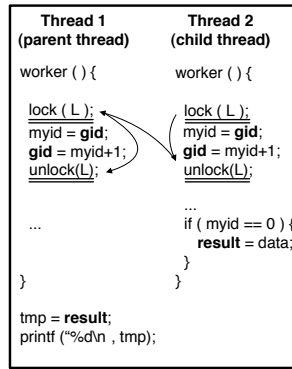 Thread 1
(parent thread)
worker ( ) {
lock ( L );
myid = gid;
gid = myid+1;
unlock(L);
...
}
tmp = result;
printf (“%d\n , tmp);
Thread 2
(child thread)
worker ( ) {
lock ( L );
myid = gid;
gid = myid+1;
unlock(L);
...
if ( myid == 0 ) {
result = data;
}
}